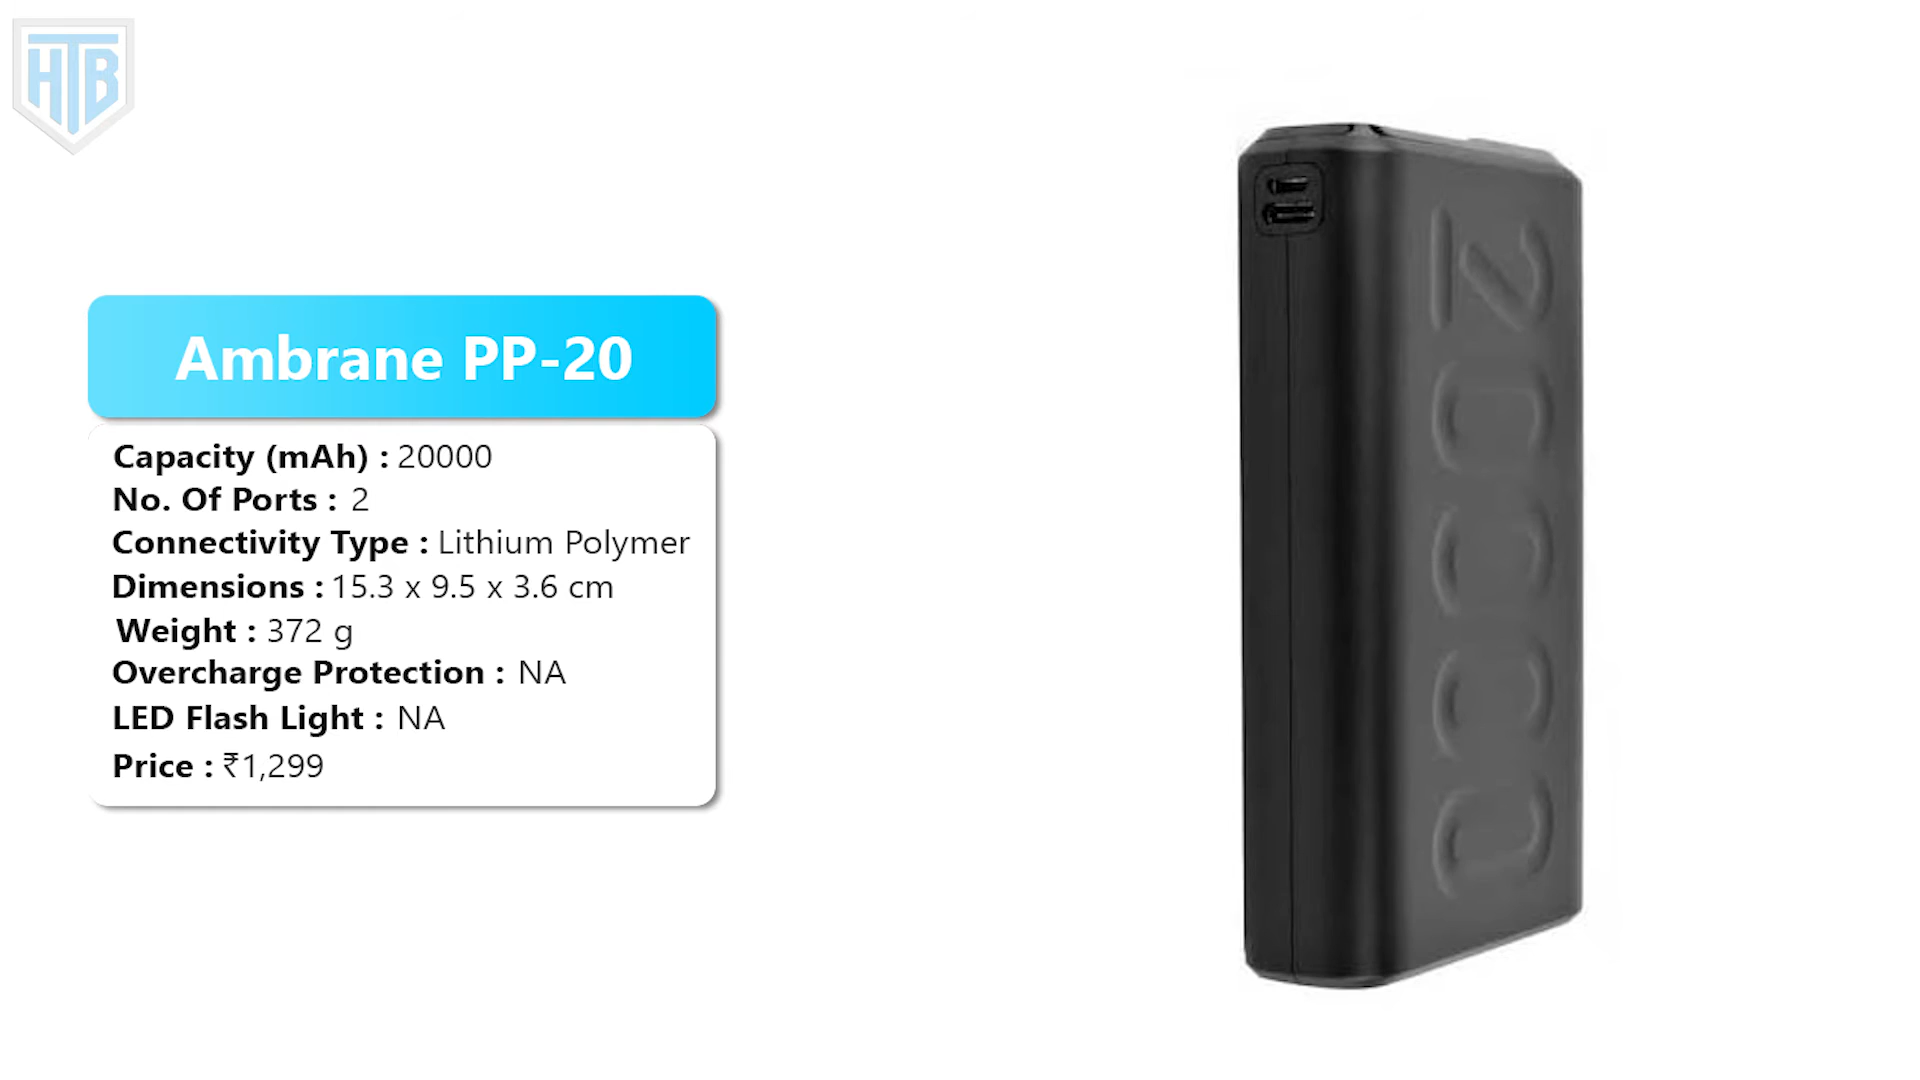 HTB
Ambrane PP-20
Capacity (mAh) : 20000
No. Of Ports : 2
Connectivity Type : Lithium Polymer
Dimensions : 15.3 x 9.5 x 3.6 cm
Weight : 372 g
Overcharge Protection : NA
LED Flash Light : NA
Price : ₹1,299
20000